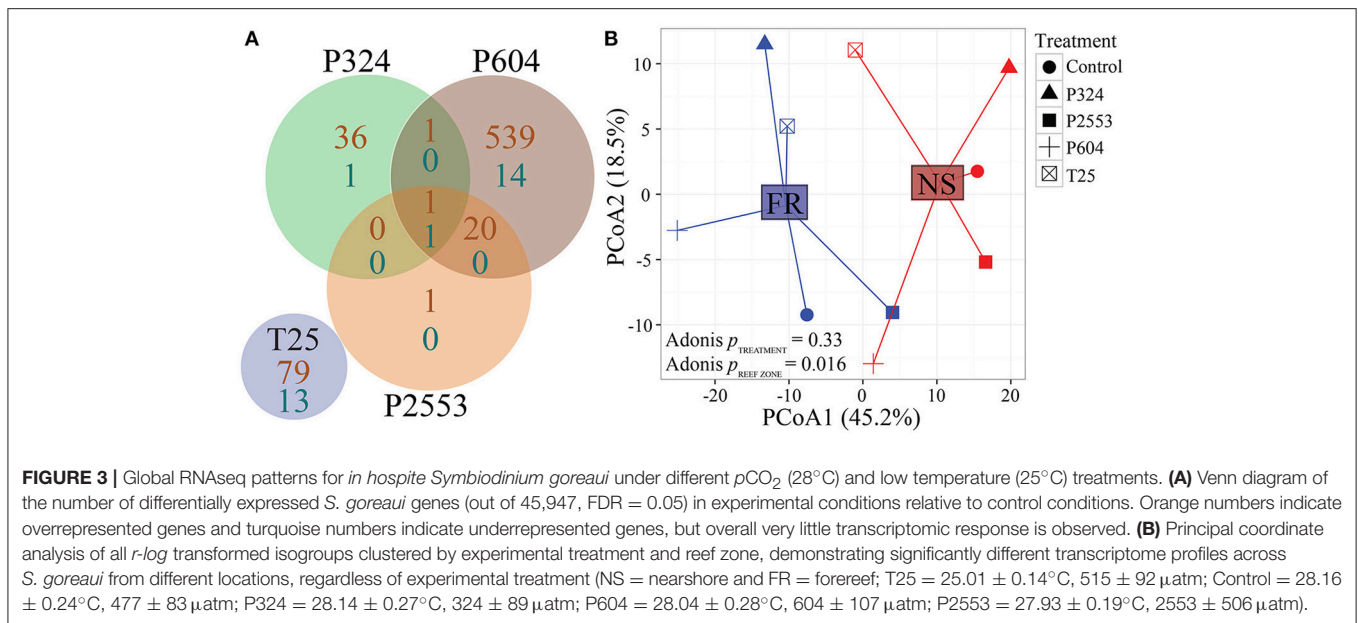 A
P324
P604
36
1
1
0
539
14
1
1
0
0
20
0
1
0
T25
79
13
P2553
B
10
5
0
-5
-10
PCoA2 (18.5%)
FR
NS
Adonis p TREATMENT = 0.33
Adonis p REEF ZONE = 0.016
-20
-10
0
10
20
PCoA1 (45.2%)
Treatment
Control
P324
P2553
P604
T25
FIGURE 3 | Global RNAseq patterns for in hospite Symbiodinium goreaui under different pCO₂ (28°C) and low temperature (25°C) treatments. (A) Venn diagram of
the number of differentially expressed S. goreaui genes (out of 45,947, FDR = 0.05) in experimental conditions relative to control conditions. Orange numbers indicate
overrepresented genes and turquoise numbers indicate underrepresented genes, but overall very little transcriptomic response is observed. (B) Principal coordinate
analysis of all r-log transformed isogroups clustered by experimental treatment and reef zone, demonstrating significantly different transcriptome profiles across
S. goreaui from different locations, regardless of experimental treatment (NS = nearshore and FR = forereef; T25 = 25.01 ± 0.14°C, 515 ± 92 µatm; Control = 28.16
± 0.24°C, 477 ± 83 µatm; P324 = 28.14 ± 0.27°C, 324 ± 89 µatm; P604 = 28.04 ± 0.28°C, 604 ± 107 µatm; P2553 = 27.93 ± 0.19°C, 2553 ± 506 µatm).